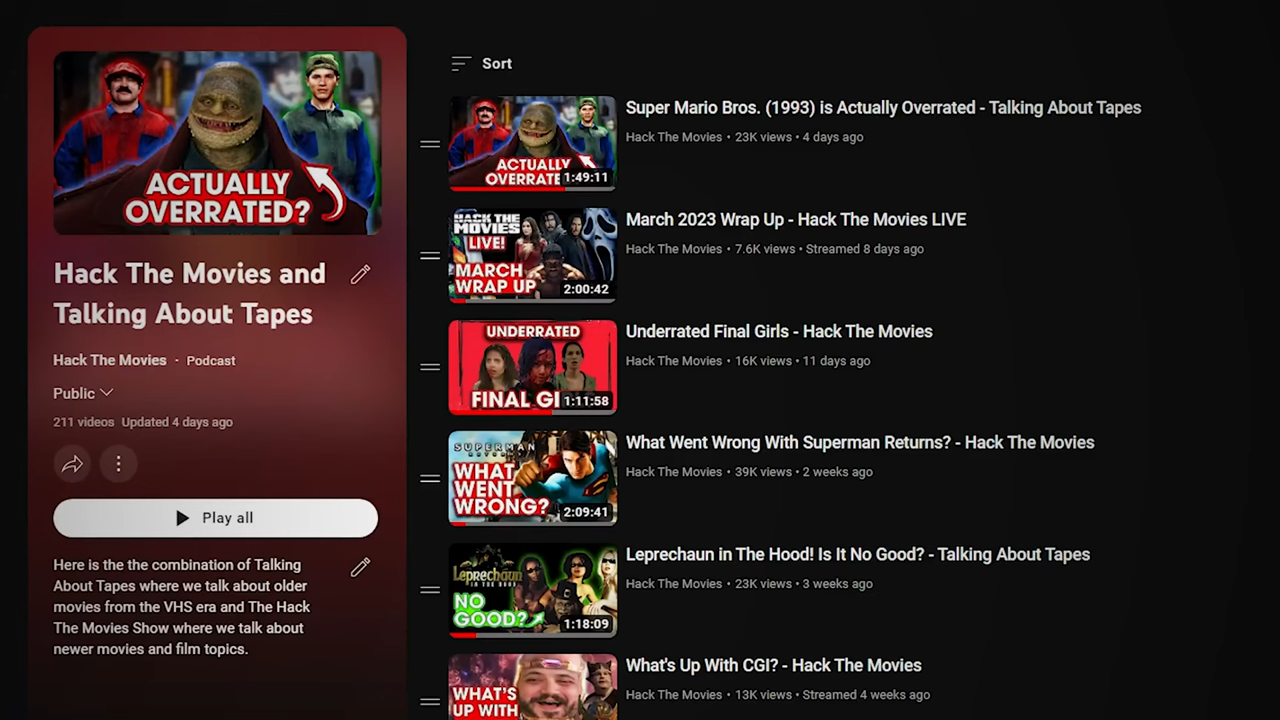 ACTUALLY
OVERRATED?
Hack The Movies and
Talking About Tapes
Hack The Movies · Podcast
Public
211 videos Updated 4 days ago
Play all
Here is the the combination of Talking
About Tapes where we talk about older
movies from the VHS era and The Hack
The Movies Show where we talk about
newer movies and film topics.
Sort
ACTUALLY
OVERRATE
1:49:11
Super Mario Bros. (1993) is Actually Overrated - Talking About Tapes
Hack The Movies • 23K views • 4 days ago
HACK THE
MOVIES
LIVE!
MARCH
WRAP UP
2:00:42
March 2023 Wrap Up - Hack The Movies LIVE
Hack The Movies • 7.6K views • Streamed 8 days ago
UNDERRATED
FINAL GI
1:11:58
Underrated Final Girls - Hack The Movies
Hack The Movies • 16K views • 11 days ago
SUPERMAN
RETURNS
WHAT
WENT
WRONG?
2:09:41
What Went Wrong With Superman Returns? - Hack The Movies
Hack The Movies • 39K views • 2 weeks ago
Leprechaun
IN THE HOOD
NO
GOOD?
1:18:09
Leprechaun in The Hood! Is It No Good? - Talking About Tapes
Hack The Movies • 23K views • 3 weeks ago
WHAT'S
UP WITH
What's Up With CGI? - Hack The Movies
Hack The Movies • 13K views • Streamed 4 weeks ago